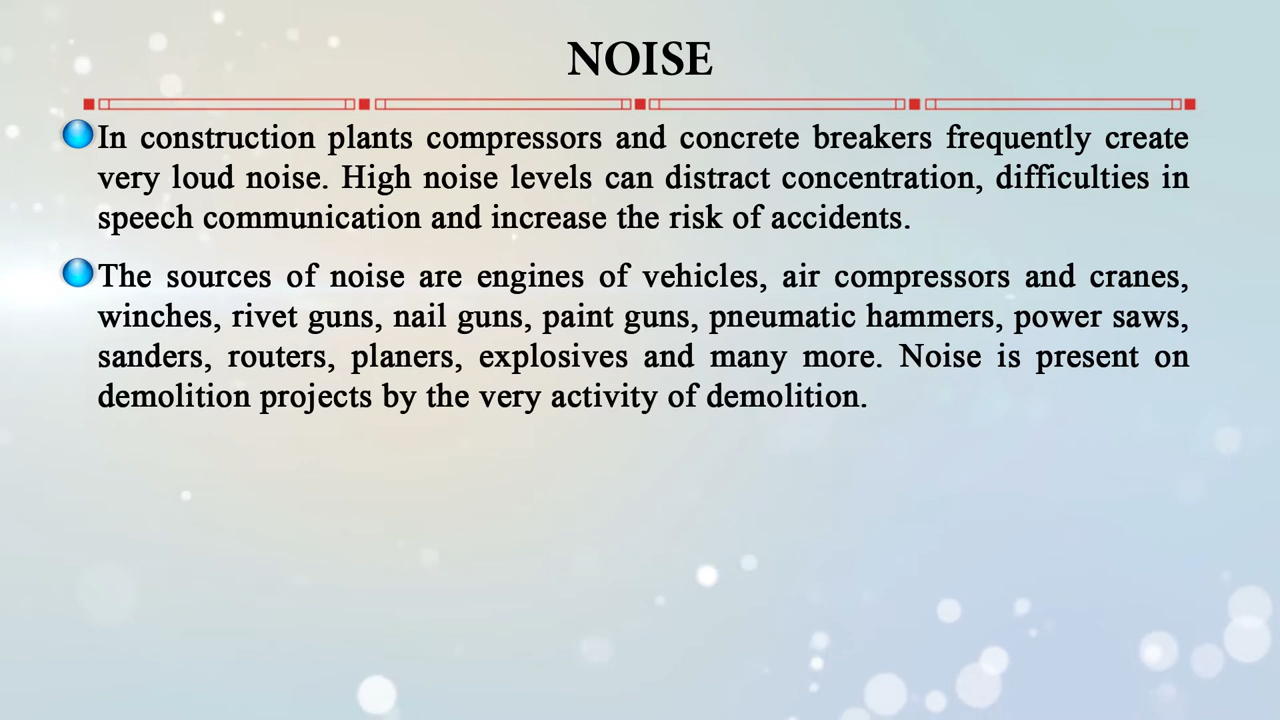 NOISE
In construction plants compressors and concrete breakers frequently create
very loud noise. High noise levels can distract concentration, difficulties in
speech communication and increase the risk of accidents.
The sources of noise are engines of vehicles, air compressors and cranes,
winches, rivet guns, nail guns, paint guns, pneumatic hammers, power saws,
sanders, routers, planers, explosives and many more. Noise is present on
demolition projects by the very activity of demolition.